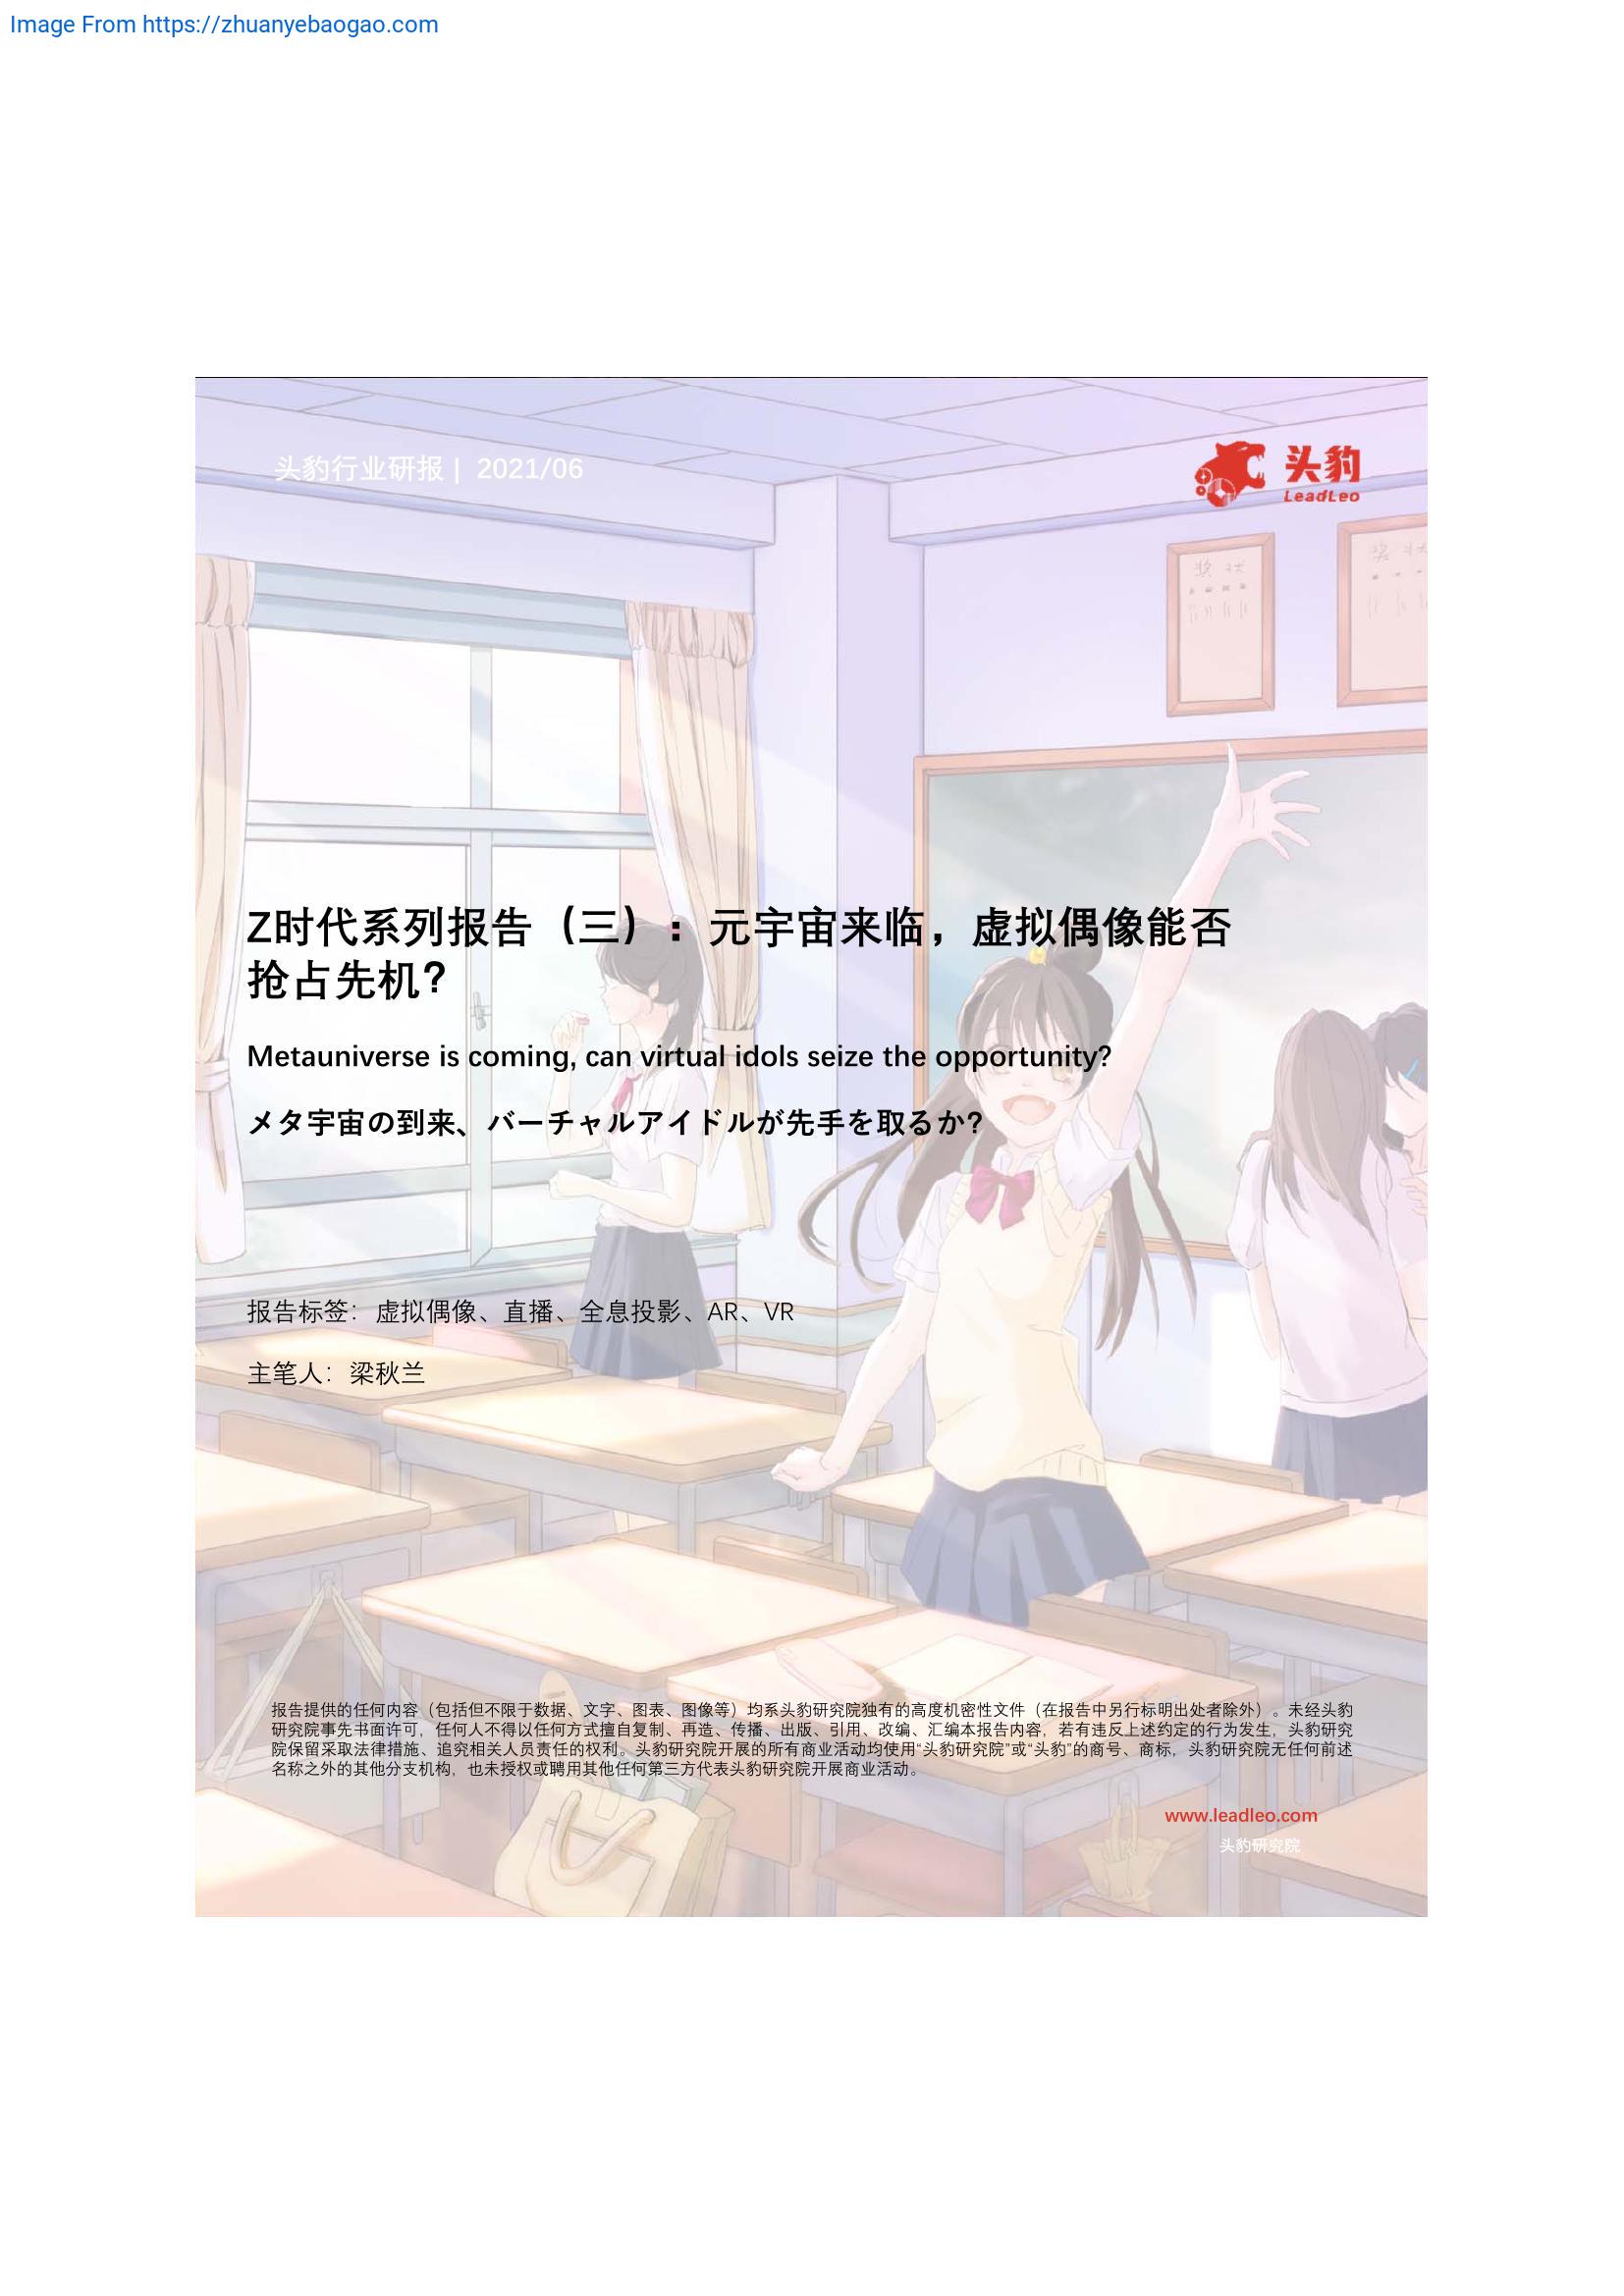 Image From https://zhuanyebaogao.com
头豹行业研报 | 2021/06
头豹
LeadLeo
奖状
奖状
Z时代系列报告（三）：元宇宙来临，虚拟偶像能否
抢占先机？
Metauniverse is coming, can virtual idols seize the opportunity?
メタ宇宙の到来、バーチャルアイドルが先手を取るか?
报告标签：虚拟偶像、直播、全息投影、AR、VR
主笔人：梁秋兰
报告提供的任何内容（包括但不限于数据、文字、图表、图像等）均系头豹研究院独有的高度机密性文件（在报告中另行标明出处者除外）。未经头豹
研究院事先书面许可，任何人不得以任何方式擅自复制、再造、传播、出版、引用、改编、汇编本报告内容，若有违反上述约定的行为发生，头豹研究
院保留采取法律措施、追究相关人员责任的权利。头豹研究院开展的所有商业活动均使用“头豹研究院”或“头豹”的商号、商标，头豹研究院无任何前述
名称之外的其他分支机构，也未授权或聘用其他任何第三方代表头豹研究院开展商业活动。
www.leadleo.com
头豹研究院